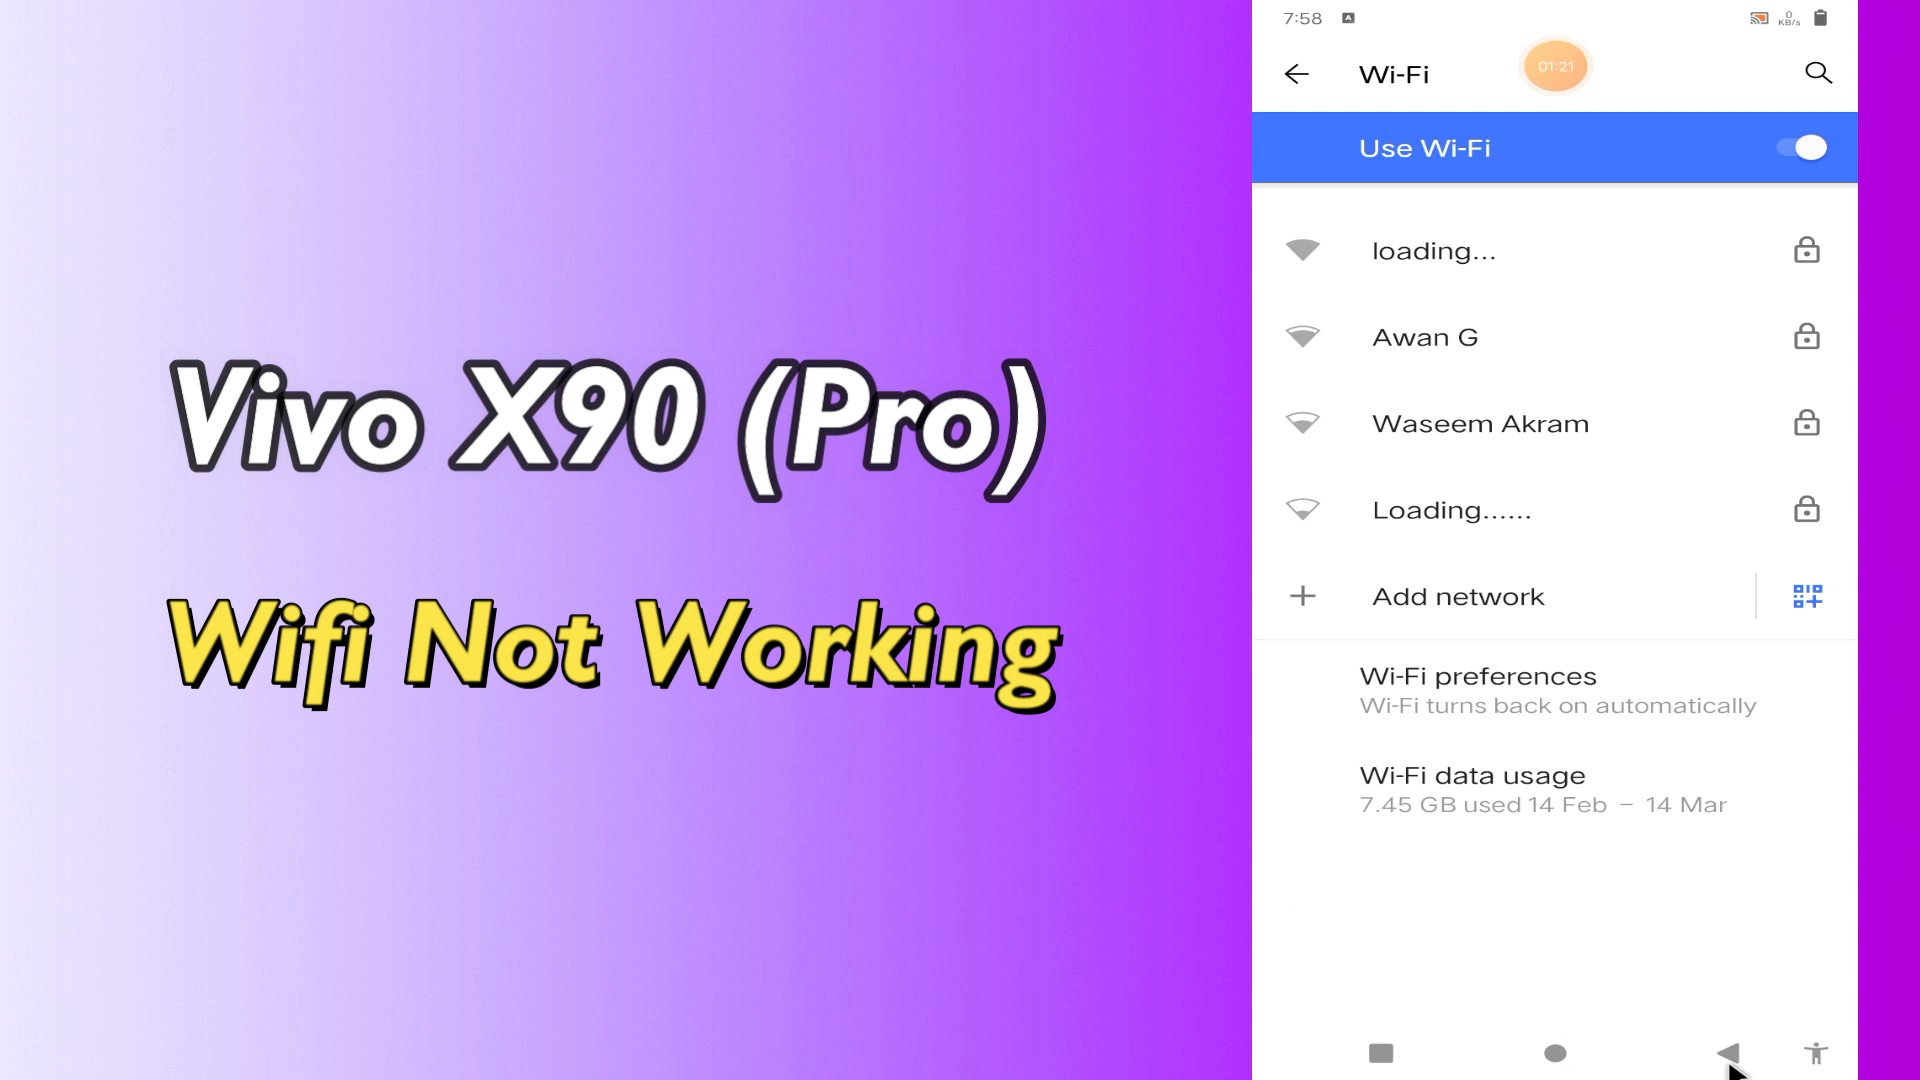 Vivo X90 (Pro)
Wifi Not Working
7:58
A
0
KB/s
Wi-Fi
01:21
Use Wi-Fi
loading...
Awan G
Waseem Akram
Loading......
Add network
Wi-Fi preferences
Wi-Fi turns back on automatically
Wi-Fi data usage
7.45 GB used 14 Feb – 14 Mar